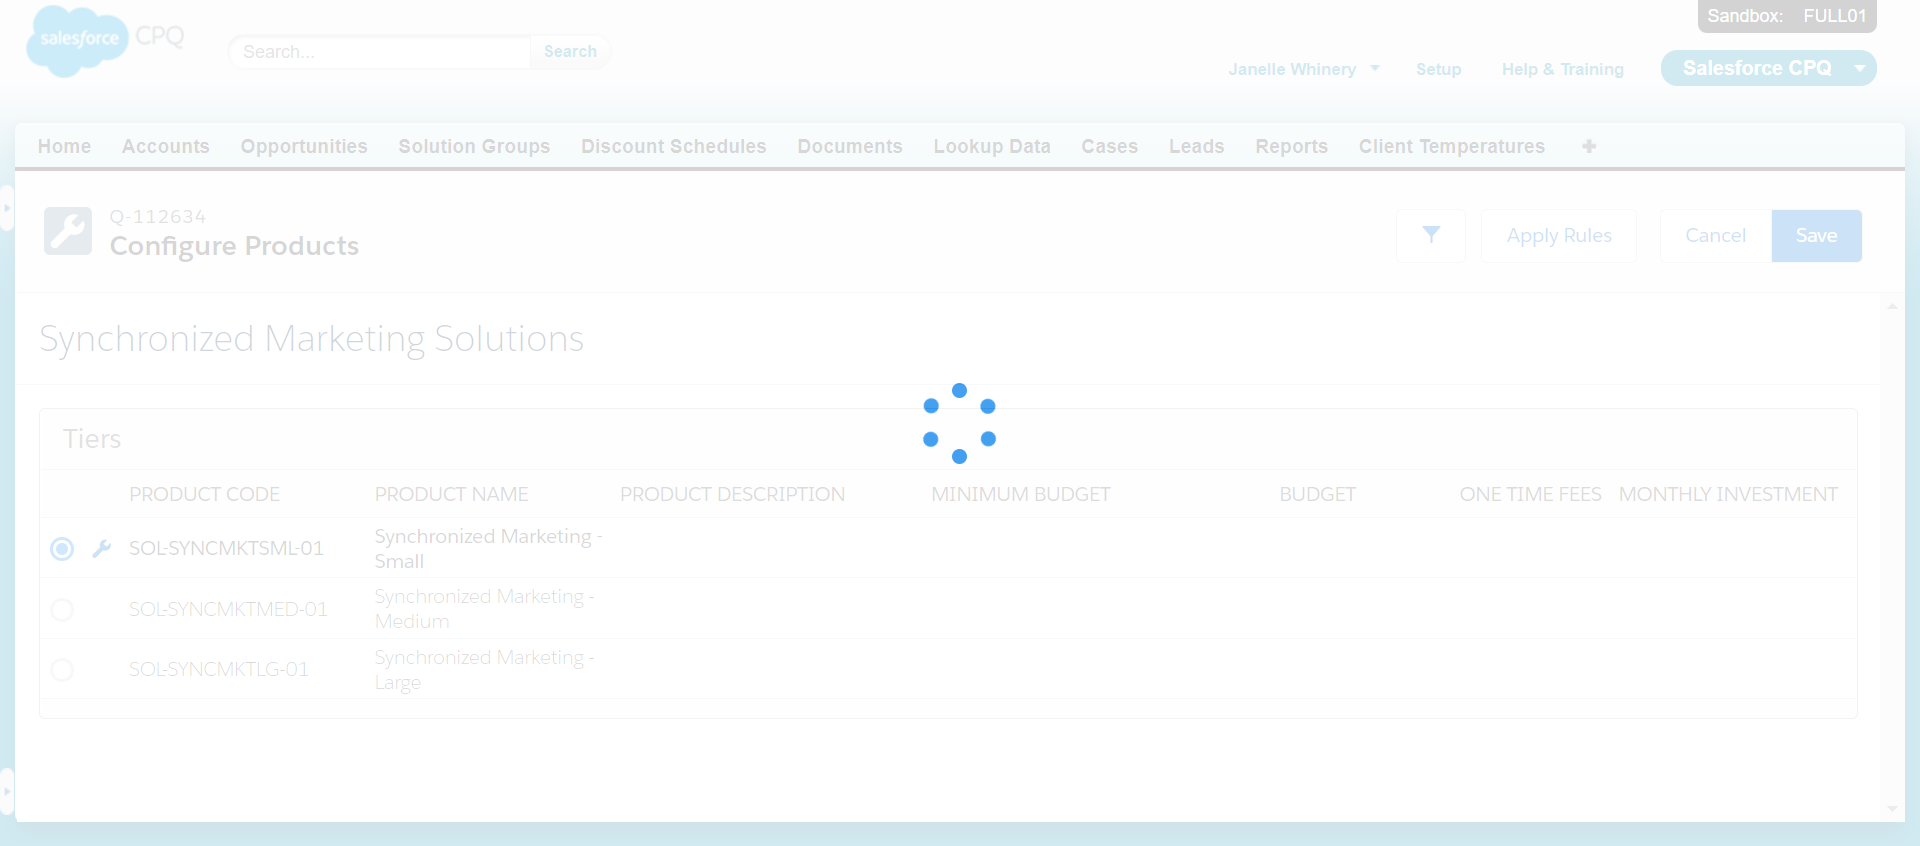 Sandbox: FULL01
salesforce CPQ
Search...
Search
Janelle Whinery
Setup
Help & Training
Salesforce CPQ
Home
Accounts
Opportunities
Solution Groups
Discount Schedules
Documents
Lookup Data
Cases
Leads
Reports
Client Temperatures
Q-112634
Configure Products
Apply Rules
Cancel
Save
Synchronized Marketing Solutions
Tiers
PRODUCT CODE
PRODUCT NAME
PRODUCT DESCRIPTION
MINIMUM BUDGET
BUDGET
ONE TIME FEES
MONTHLY INVESTMENT
SOL-SYNCMKTSML-01
Synchronized Marketing -
Small
SOL-SYNCMKTMED-01
Synchronized Marketing -
Medium
SOL-SYNCMKTLG-01
Synchronized Marketing -
Large